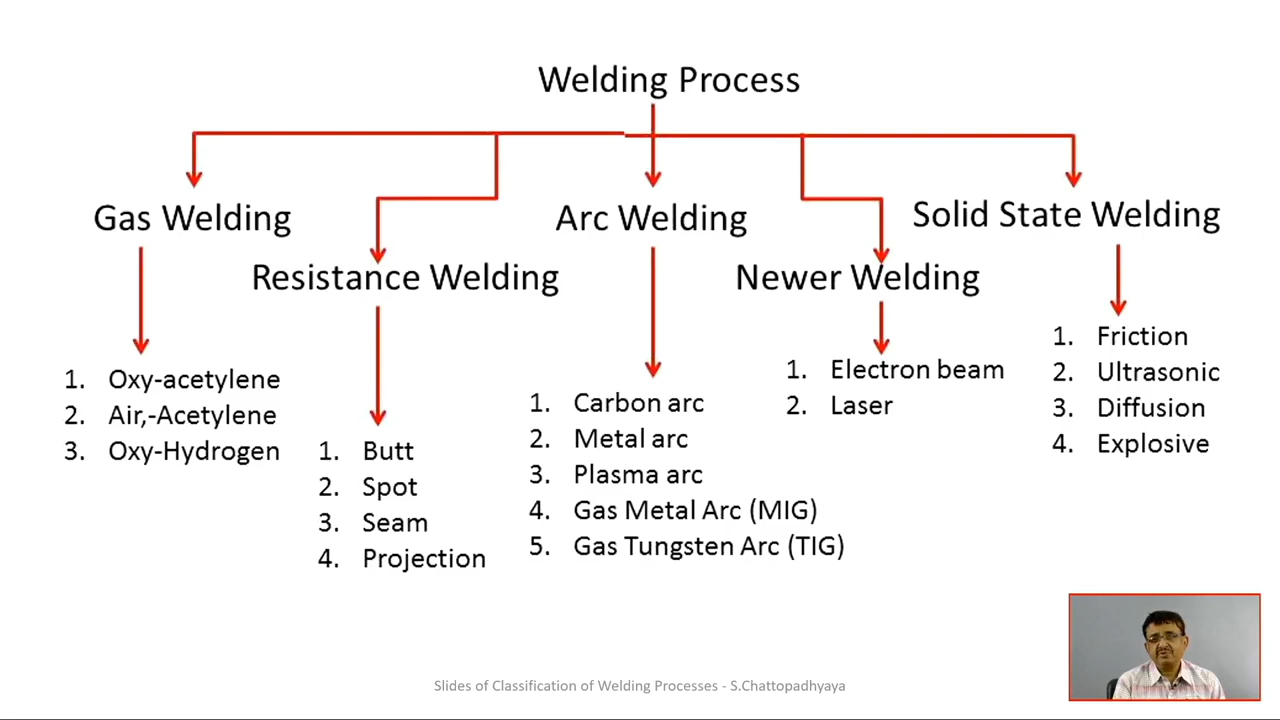 Welding Process
Gas Welding
Resistance Welding
Arc Welding
Newer Welding
Solid State Welding
1. Oxy-acetylene
2. Air,-Acetylene
3. Oxy-Hydrogen
1. Butt
2. Spot
3. Seam
4. Projection
1. Carbon arc
2. Metal arc
3. Plasma arc
4. Gas Metal Arc (MIG)
5. Gas Tungsten Arc (TIG)
1. Electron beam
2. Laser
1. Friction
2. Ultrasonic
3. Diffusion
4. Explosive
Slides of Classification of Welding Processes - S.Chattopadhyaya